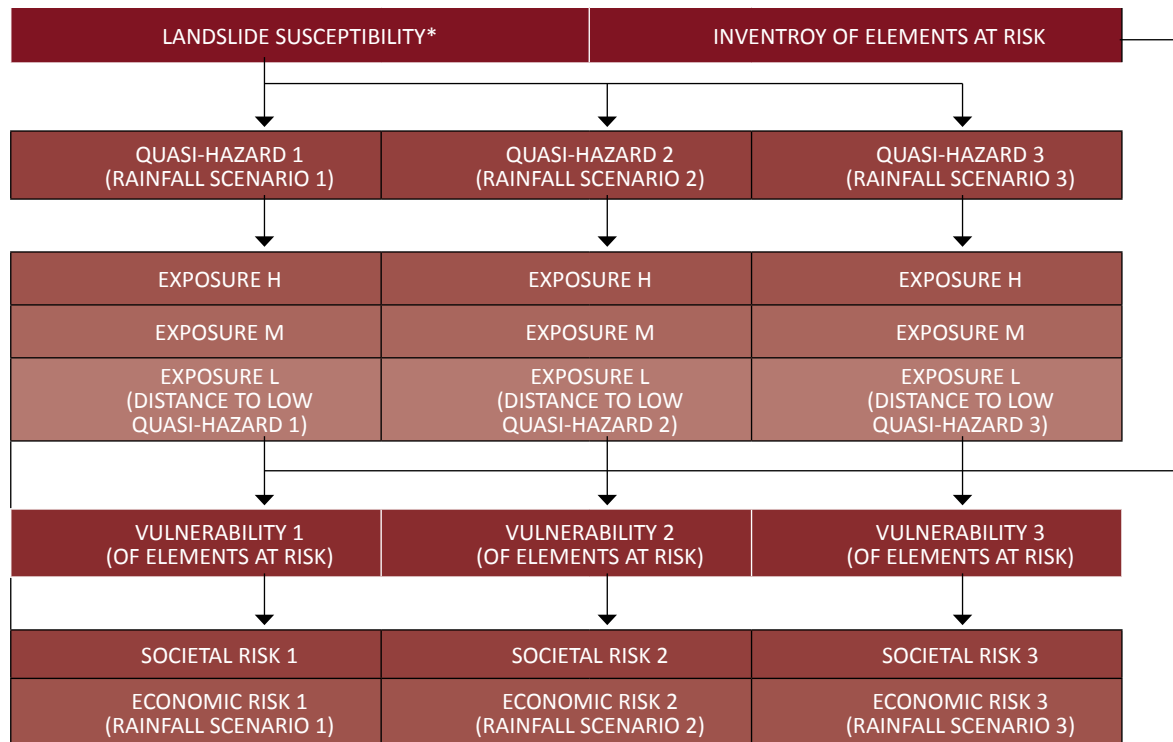 LANDSLIDE SUSCEPTIBILITY*
INVENTROY OF ELEMENTS AT RISK
QUASI-HAZARD 1
(RAINFALL SCENARIO 1)
QUASI-HAZARD 2
(RAINFALL SCENARIO 2)
QUASI-HAZARD 3
(RAINFALL SCENARIO 3)
EXPOSURE H
EXPOSURE H
EXPOSURE H
EXPOSURE M
EXPOSURE M
EXPOSURE M
EXPOSURE L
(DISTANCE TO LOW
QUASI-HAZARD 1)
EXPOSURE L
(DISTANCE TO LOW
QUASI-HAZARD 2)
EXPOSURE L
(DISTANCE TO LOW
QUASI-HAZARD 3)
VULNERABILITY 1
(OF ELEMENTS AT RISK)
VULNERABILITY 2
(OF ELEMENTS AT RISK)
VULNERABILITY 3
(OF ELEMENTS AT RISK)
SOCIETAL RISK 1
SOCIETAL RISK 2
SOCIETAL RISK 3
ECONOMIC RISK 1
(RAINFALL SCENARIO 1)
ECONOMIC RISK 2
(RAINFALL SCENARIO 2)
ECONOMIC RISK 3
(RAINFALL SCENARIO 3)